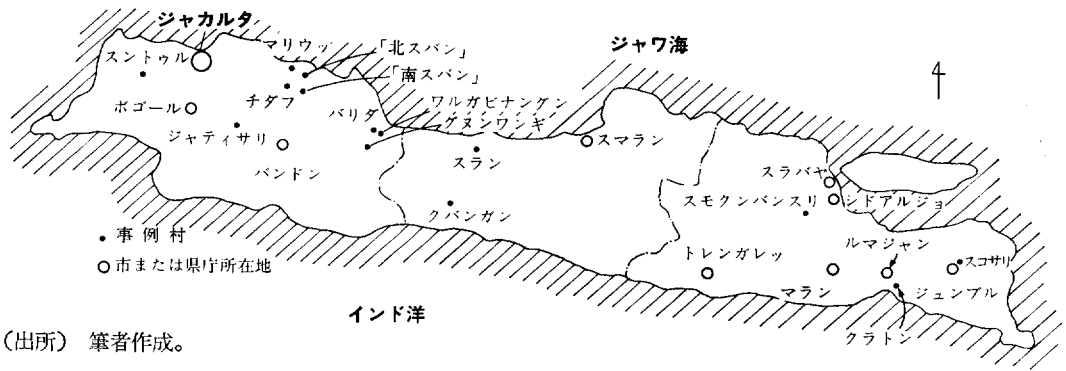 ジャカルタ
スントゥル
マリウッ
「北スバン」
「南スバン」
ジャワ海
ボゴール
チダフ
ジャティサリ
バリダ
ワルガビナングン
グヌンワンギ
バンドン
スラン
スマラン
クバンガン
スラバヤ
スモクンバンスリ
シドアルジョ
トレンガレッ
ルマジャン
スコサリ
マラン
ジュンブル
クラトン
事例村
市または県庁所在地
インド洋
(出所) 筆者作成。